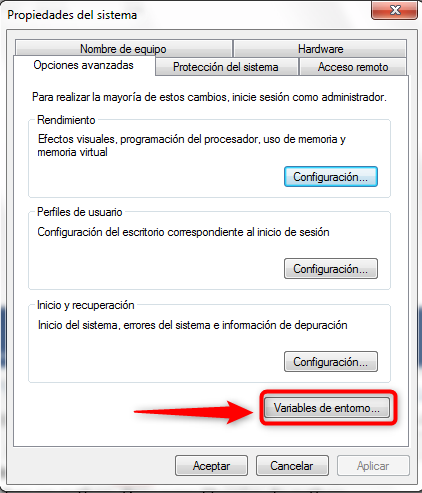 Propiedades del sistema
Nombre de equipo
Hardware
Opciones avanzadas
Protección del sistema
Acceso remoto
Para realizar la mayoría de estos cambios, inicie sesión como administrador.
Rendimiento
Efectos visuales, programación del procesador, uso de memoria y
memoria virtual
Configuración...
Perfiles de usuario
Configuración del escritorio correspondiente al inicio de sesión
Configuración...
Inicio y recuperación
Inicio del sistema, errores del sistema e información de depuración
Configuración...
Variables de entorno...
Aceptar
Cancelar
Aplicar